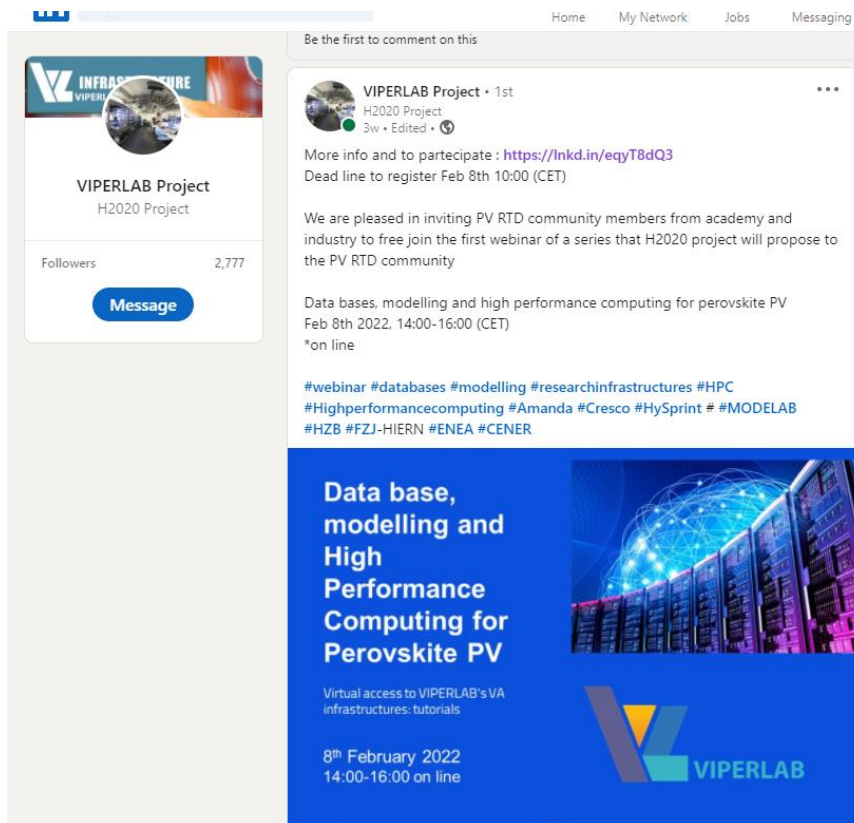 Home My Network Jobs Messaging
Be the first to comment on this
INFRASTRUCTURE
VIPERLAB Project
H2020 Project
Followers 2,777
Message
VIPERLAB Project • 1st
H2020 Project
3w • Edited •
More info and to partecipate : https://lnkd.in/eqyT8dQ3
Dead line to register Feb 8th 10:00 (CET)
We are pleased in inviting PV RTD community members from academy and
industry to free join the first webinar of a series that H2020 project will propose to
the PV RTD community
Data bases, modelling and high performance computing for perovskite PV
Feb 8th 2022, 14:00-16:00 (CET)
*on line
#webinar #databases #modelling #researchinfrastructures #HPC
#Highperformancecomputing #Amanda #Cresco #HySprint # #MODELAB
#HZB #FZJ-HIERN #ENEA #CENER
Data base,
modelling and
High
Performance
Computing for
Perovskite PV
Virtual access to VIPERLAB's VA
infrastructures: tutorials
8th February 2022
14:00-16:00 on line
VIPERLAB